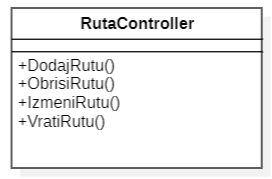 RutaController
+DodajRutu()
+ObrisiRutu()
+IzmeniRutu()
+VratiRutu()